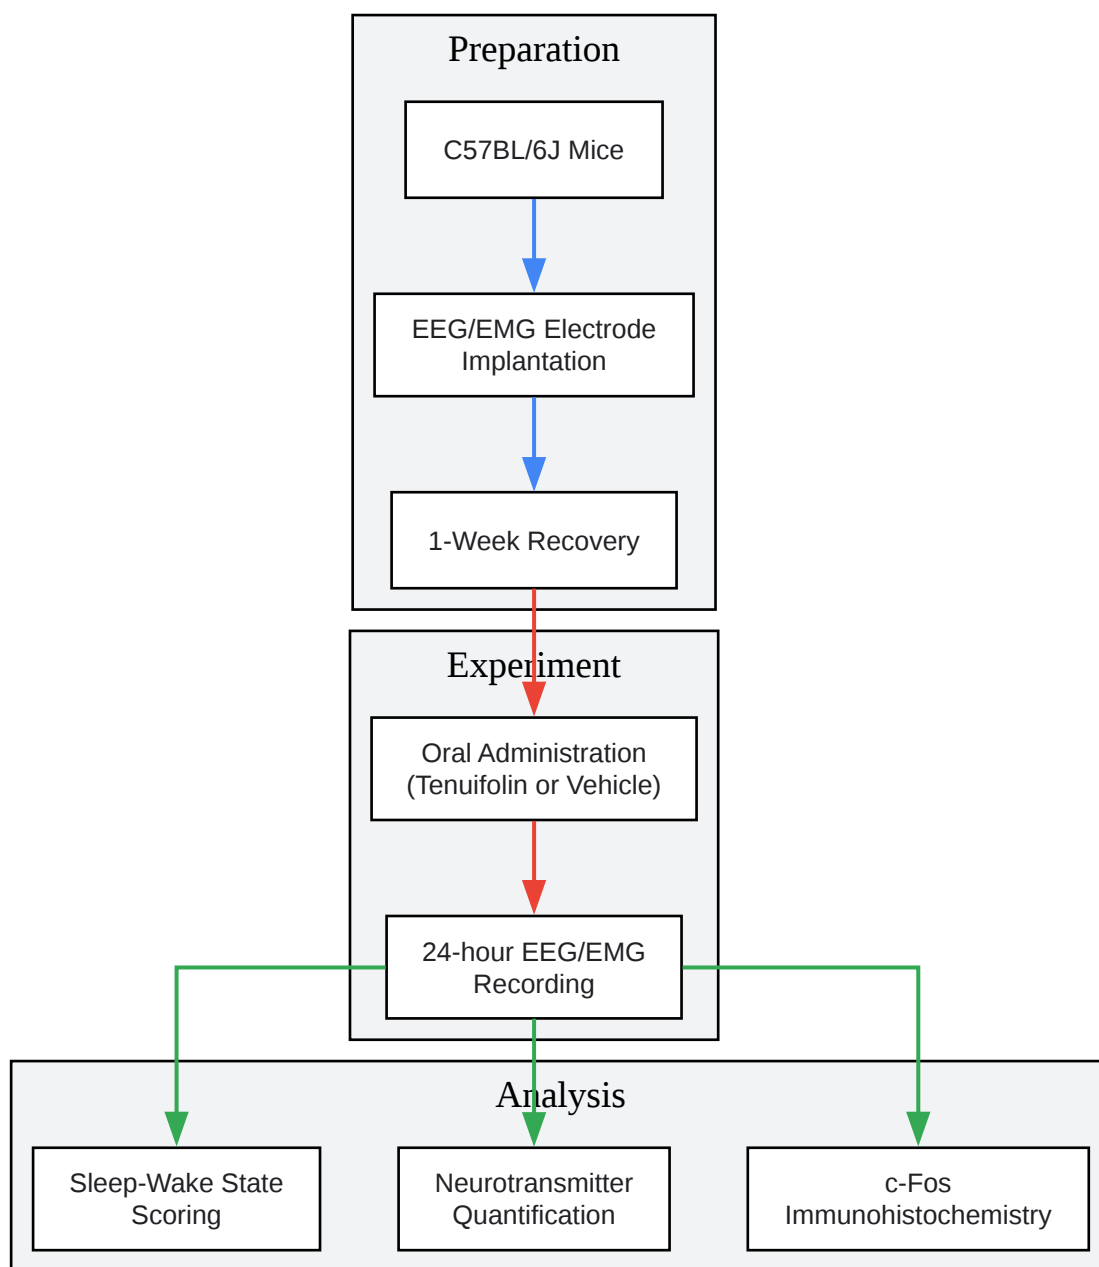 Preparation
C57BL/6J Mice
EEG/EMG Electrode
Implantation
1-Week Recovery
Experiment
Oral Administration
(Tenuifolin or Vehicle)
24-hour EEG/EMG
Recording
Analysis
Sleep-Wake State
Scoring
Neurotransmitter
Quantification
c-Fos
Immunohistochemistry